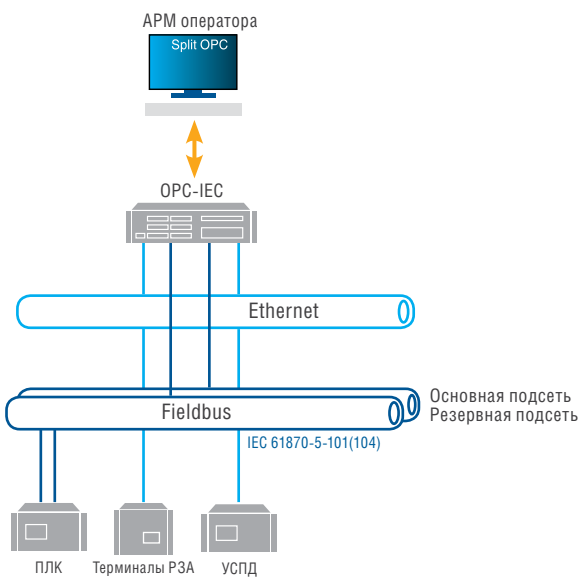 АРМ оператора
Split OPC
OPC-IEC
Ethernet
Fieldbus
Основная подсеть
Резервная подсеть
IEC 61870-5-101(104)
ПЛК
Терминалы РЗА
УСПД